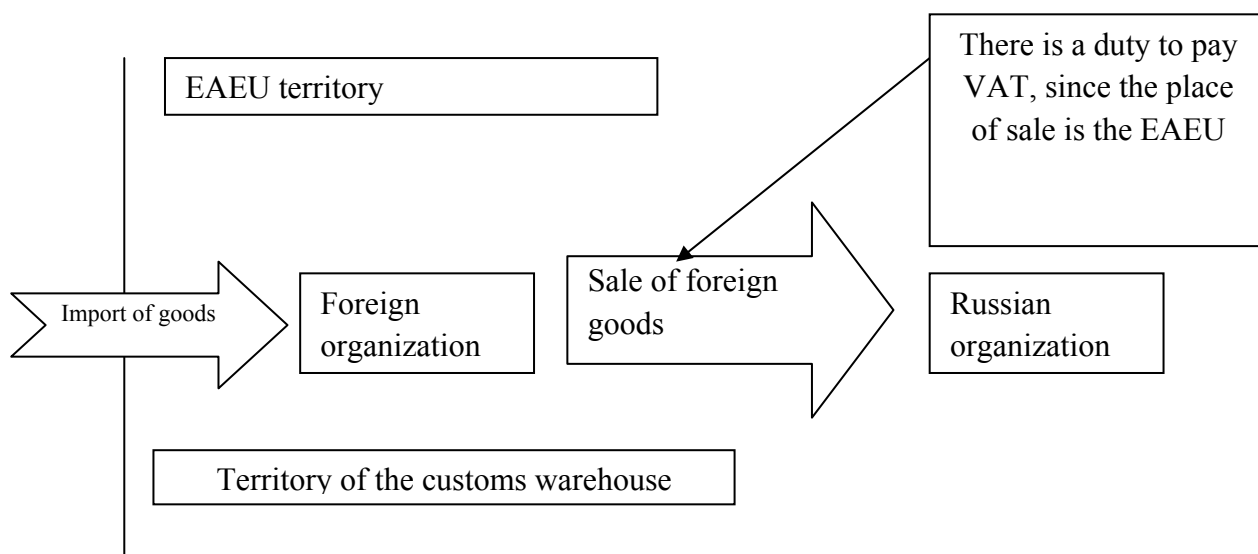 EAEU territory
There is a duty to pay
VAT, since the place
of sale is the EAEU
Import of goods
Foreign
organization
Sale of foreign
goods
Russian
organization
Territory of the customs warehouse